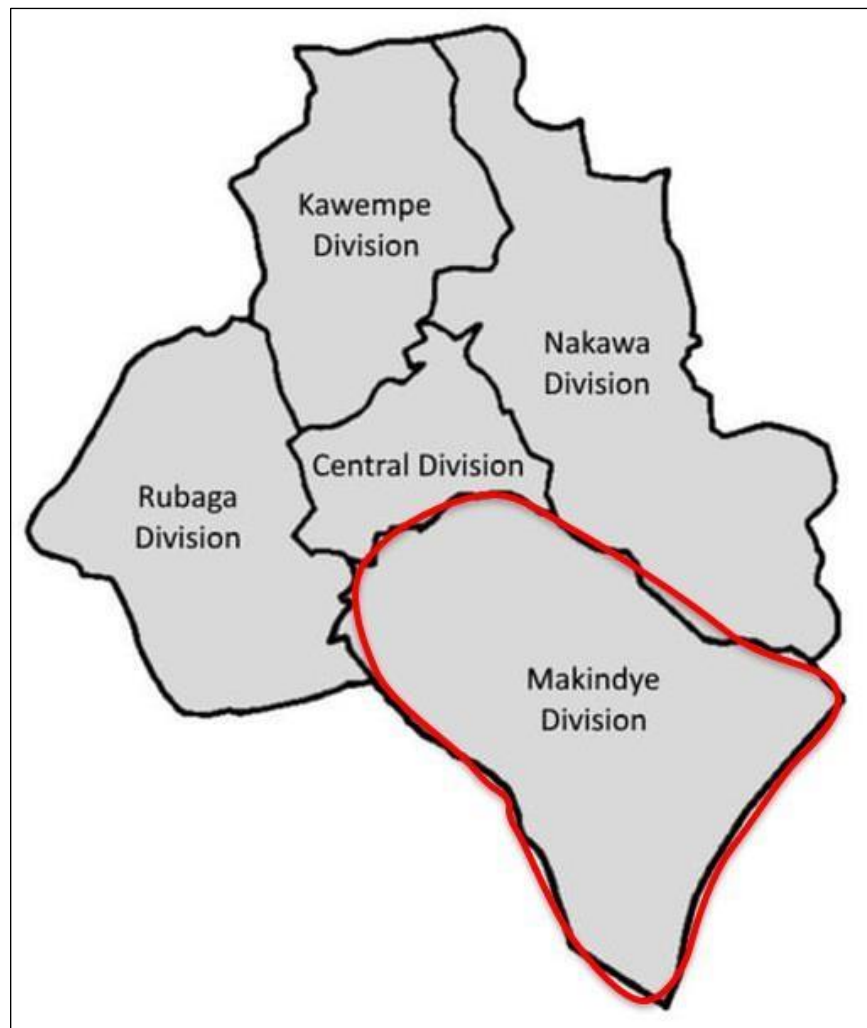 Kawempe
Division
Nakawa
Division
Central Division
Rubaga
Division
Makindye
Division